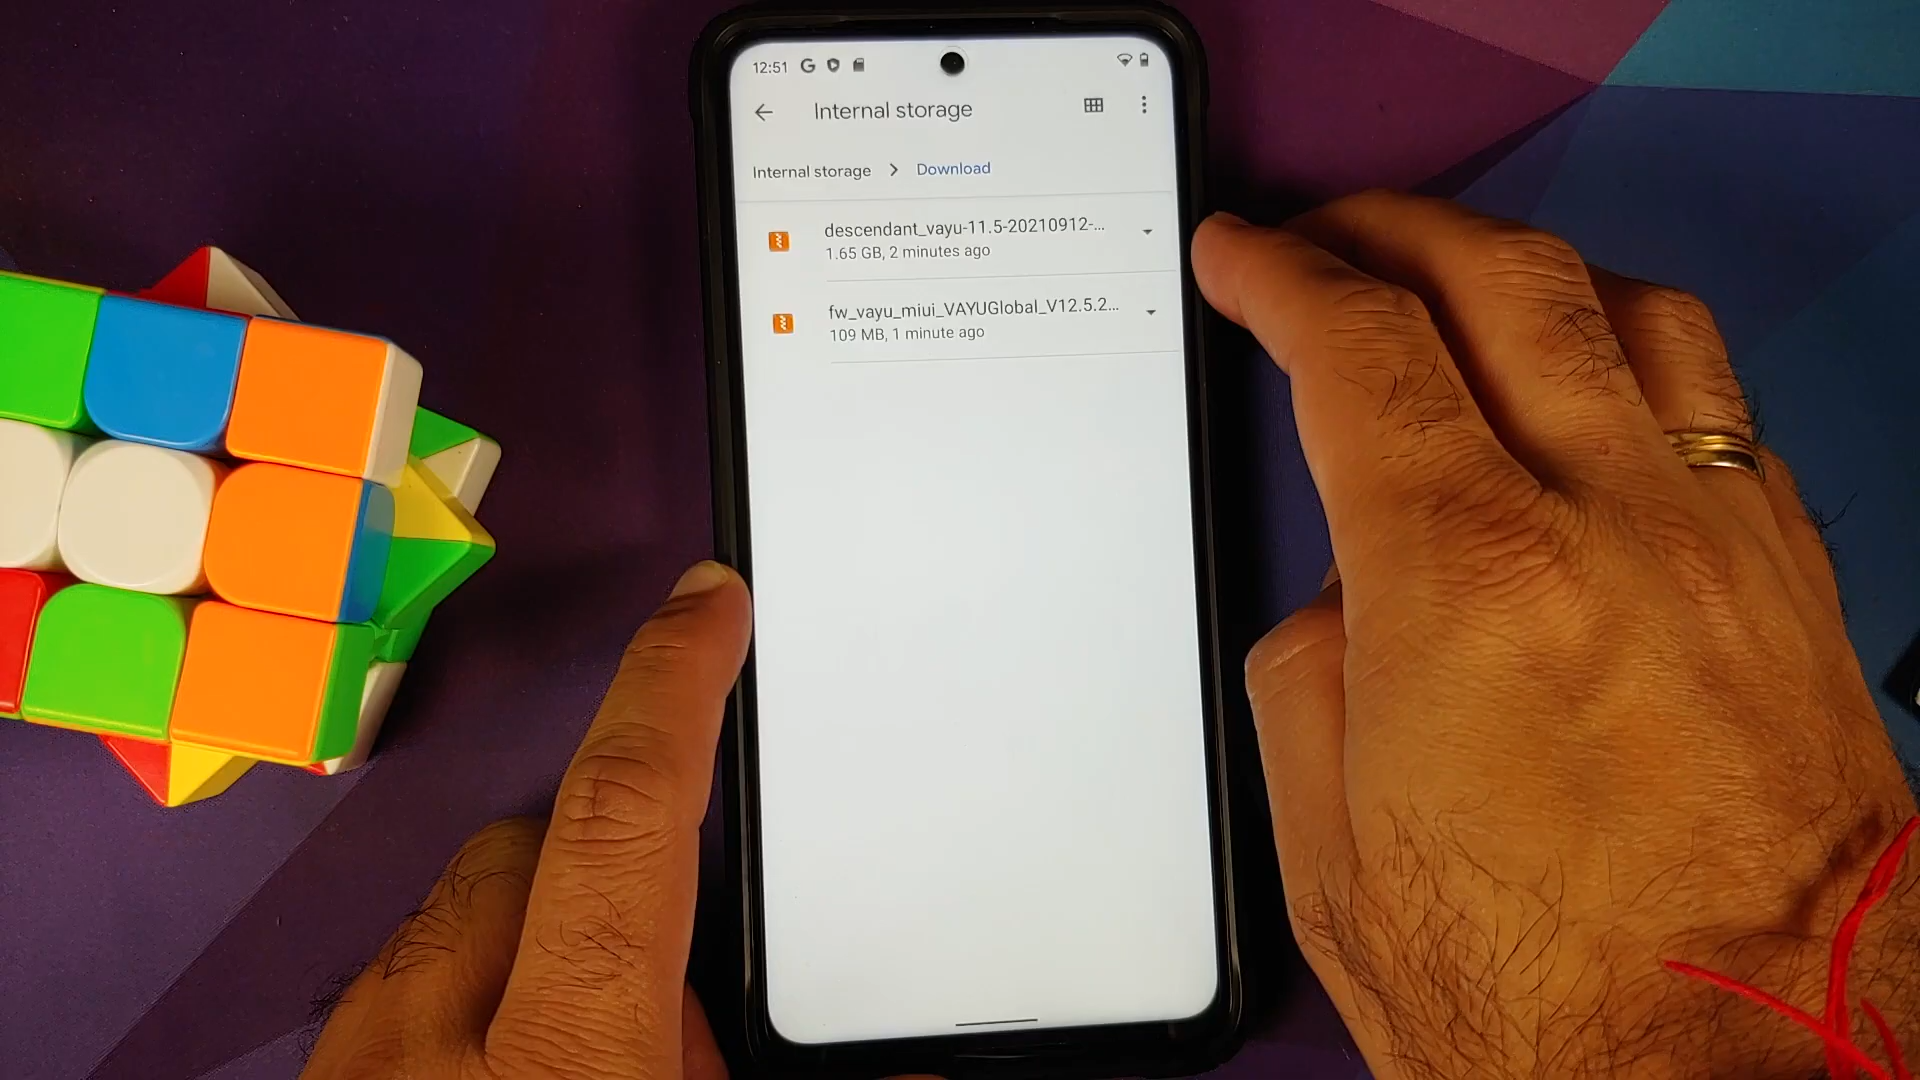 12:51
Internal storage
Internal storage > Download
descendant_vayu-11.5-20210912-...
1.65 GB, 2 minutes ago
fw_vayu_miui_VAYUGlobal_V12.5.2...
109 MB, 1 minute ago